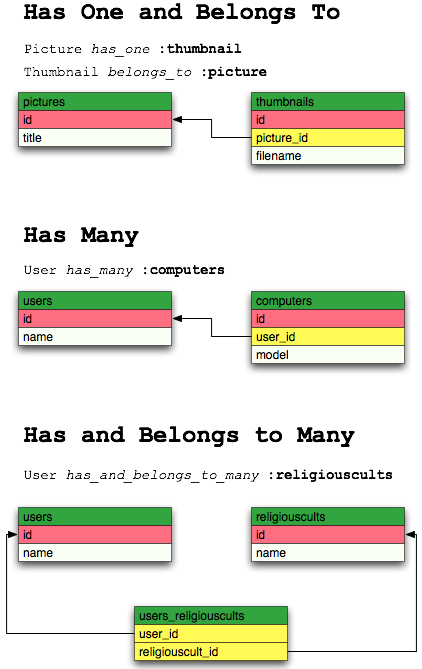 Has One and Belongs To
Picture has_one :thumbnail
Thumbnail belongs_to :picture
pictures
id
title
thumbnails
id
picture_id
filename
Has Many
User has_many :computers
users
id
name
computers
id
user_id
model
Has and Belongs to Many
User has_and_belongs_to_many :religiouscults
users
id
name
religiouscults
id
name
users_religiouscults
user_id
religiouscult_id